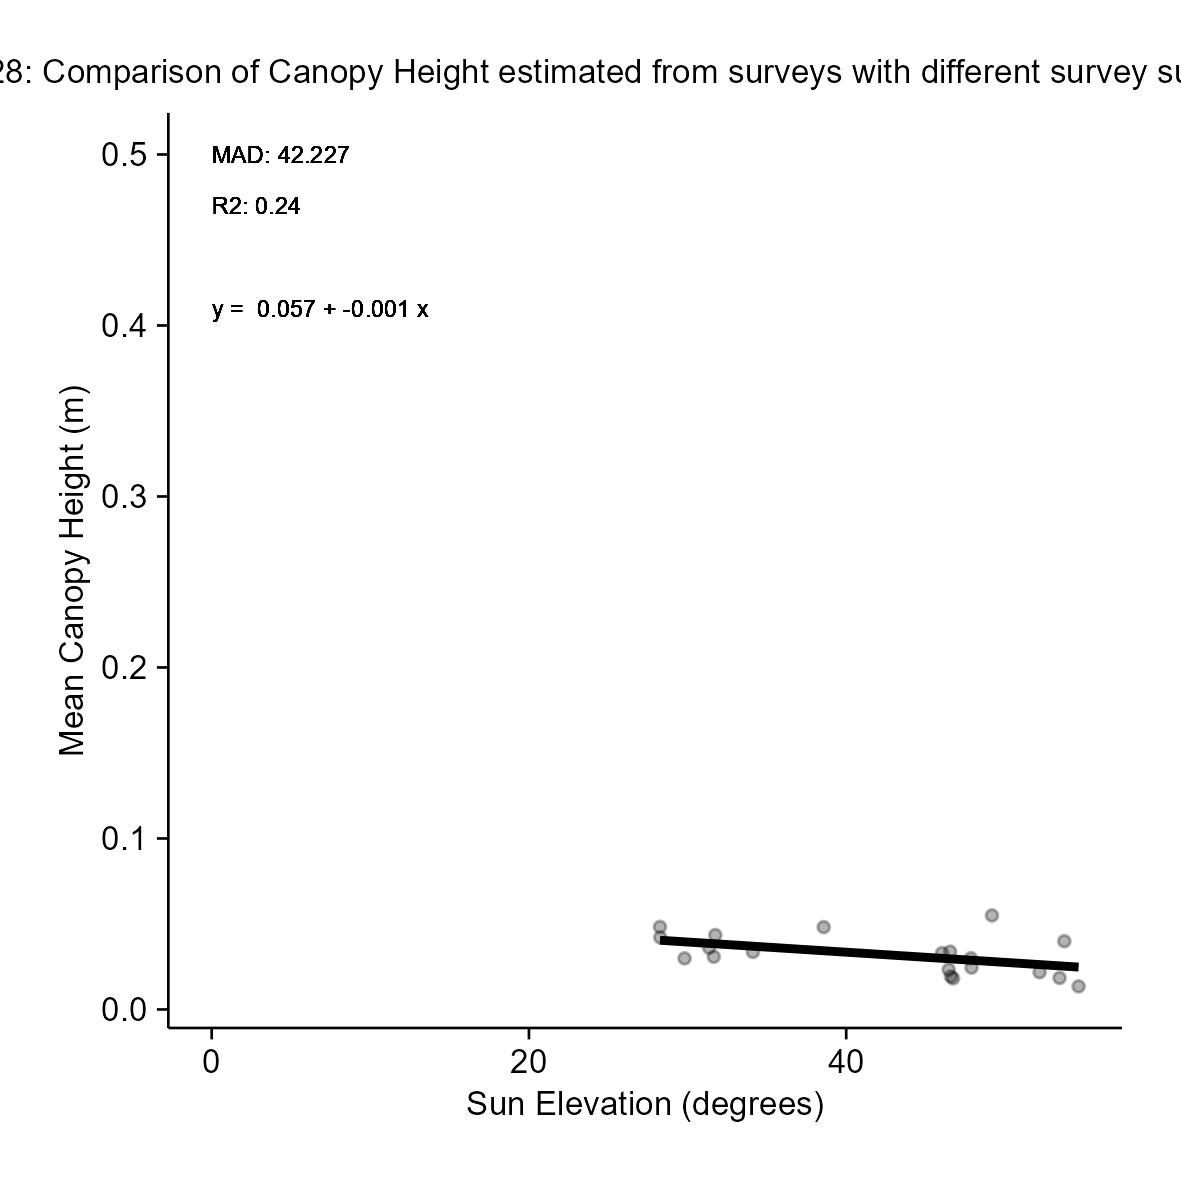 28: Comparison of Canopy Height estimated from surveys with different survey
MAD: 42.227
R2: 0.24
y =  0.057 + -0.001 x
Mean Canopy Height (m)
0.5
0.4
0.3
0.2
0.1
0.0
0
20
40
Sun Elevation (degrees)